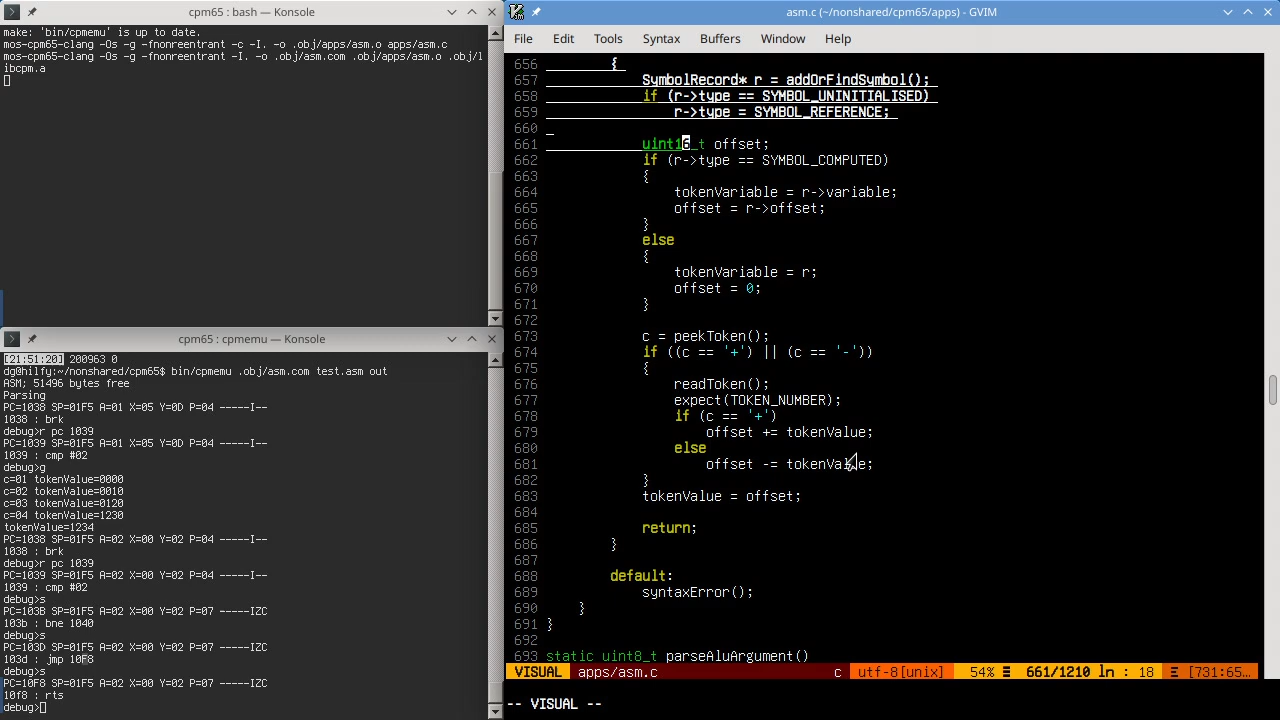 cpm65 : bash — Konsole
make: 'bin/cpmemu' is up to date.
mos-cpm65-clang -Os -g -fnonreentrant -c -I. -o .obj/apps/asm.o apps/asm.c
mos-cpm65-clang -Os -g -fnonreentrant -I. -o .obj/asm.com .obj/apps/asm.o .obj/l
ibcpm.a
cpm65 : cpmemu — Konsole
[21:51:20] 200963 0
dg@hilfy:~/nonshared/cpm65$ bin/cpmemu .obj/asm.com test.asm out
ASM; 51496 bytes free
Parsing
PC=1038 SP=01F5 A=01 X=05 Y=0D P=04 -----I--
1038 : brk
debug>r pc 1039
PC=1039 SP=01F5 A=01 X=05 Y=0D P=04 -----I--
1039 : cmp #02
debug>g
c=01 tokenValue=0000
c=02 tokenValue=0010
c=03 tokenValue=0120
c=04 tokenValue=1230
tokenValue=1234
PC=1038 SP=01F5 A=02 X=00 Y=02 P=04 -----I--
1038 : brk
debug>r pc 1039
PC=1039 SP=01F5 A=02 X=00 Y=02 P=04 -----I--
1039 : cmp #02
debug>s
PC=103B SP=01F5 A=02 X=00 Y=02 P=07 -----IZC
103b : bne 1040
debug>s
PC=103D SP=01F5 A=02 X=00 Y=02 P=07 -----IZC
103d : jmp 10F8
debug>s
PC=10F8 SP=01F5 A=02 X=00 Y=02 P=07 -----IZC
10f8 : rts
debug>
asm.c (~/nonshared/cpm65/apps) - GVIM
File Edit Tools Syntax Buffers Window Help
656 {
657 SymbolRecord* r = addOrFindSymbol();
658 if (r->type == SYMBOL_UNINITIALISED)
659 r->type = SYMBOL_REFERENCE;
660
661 uint16_t offset;
662 if (r->type == SYMBOL_COMPUTED)
663 {
664 tokenVariable = r->variable;
665 offset = r->offset;
666 }
667 else
668 {
669 tokenVariable = r;
670 offset = 0;
671 }
672
673 c = peekToken();
674 if ((c == '+') || (c == '-'))
675 {
676 readToken();
677 expect(TOKEN_NUMBER);
678 if (c == '+')
679 offset += tokenValue;
680 else
681 offset -= tokenValue;
682 }
683 tokenValue = offset;
684
685 return;
686 }
687
688 default:
689 syntaxError();
690 }
691 }
692
693 static uint8_t parseAluArgument()
VISUAL apps/asm.c c utf-8[unix] 54% ☰ 661/1210 ln : 18 Ξ [731:65…
-- VISUAL --